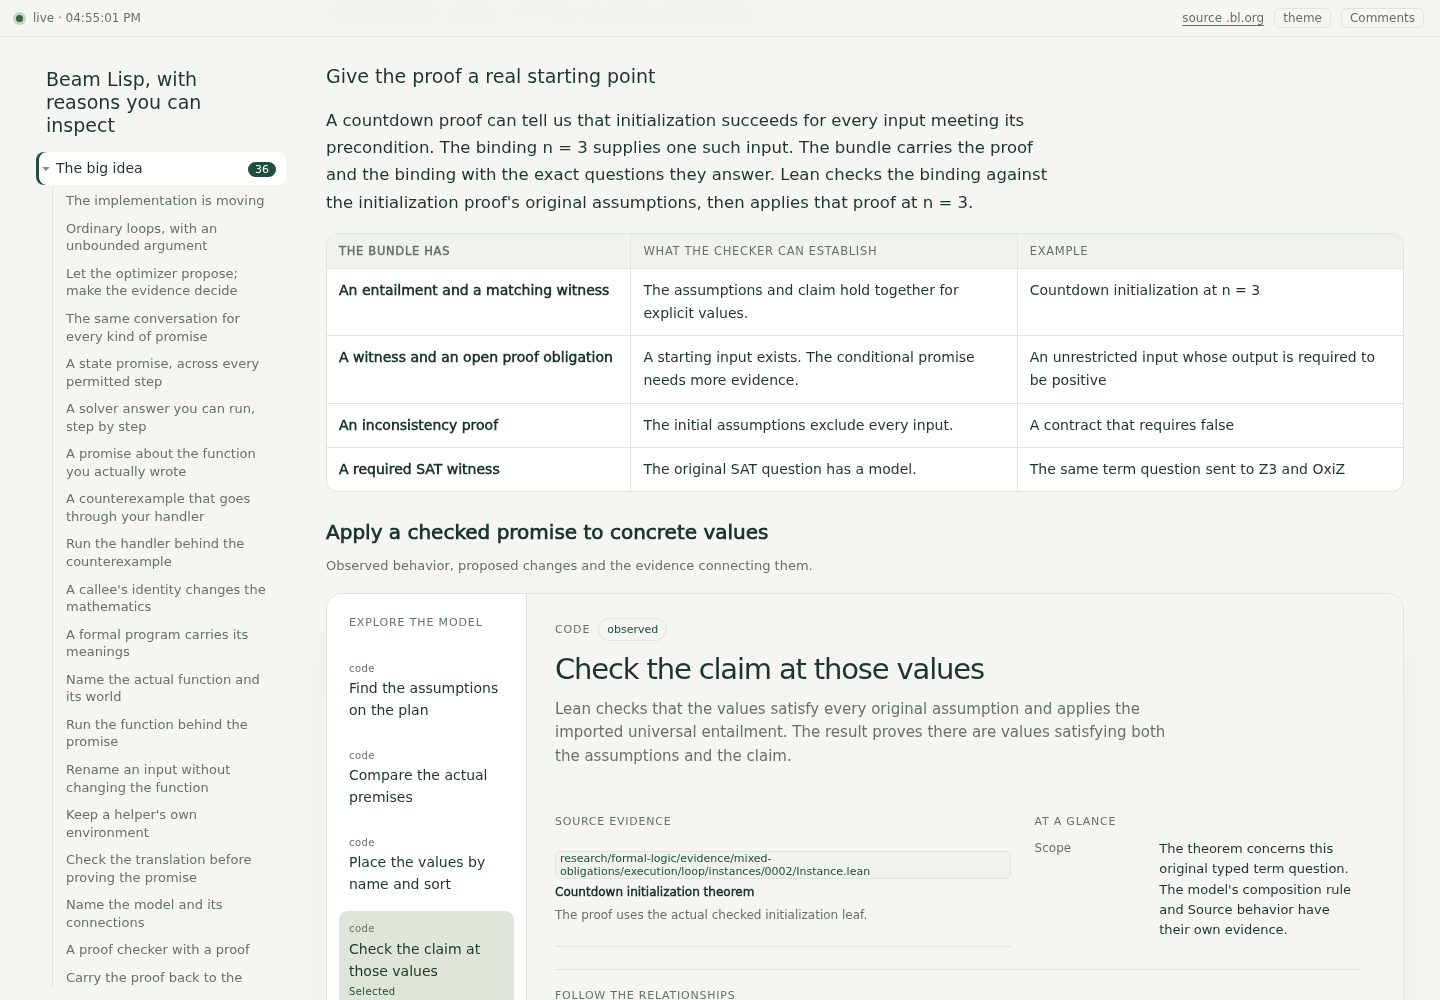 live · 04:55:01 PM
source .bl.org
theme
Comments
Beam Lisp, with
reasons you can
inspect
The big idea
36
The implementation is moving
Ordinary loops, with an
unbounded argument
Let the optimizer propose;
make the evidence decide
The same conversation for
every kind of promise
A state promise, across every
permitted step
A solver answer you can run,
step by step
A promise about the function
you actually wrote
A counterexample that goes
through your handler
Run the handler behind the
counterexample
A callee's identity changes the
mathematics
A formal program carries its
meanings
Name the actual function and
its world
Run the function behind the
promise
Rename an input without
changing the function
Keep a helper's own
environment
Check the translation before
proving the promise
Name the model and its
connections
A proof checker with a proof
Carry the proof back to the
Give the proof a real starting point
A countdown proof can tell us that initialization succeeds for every input meeting its
precondition. The binding n = 3 supplies one such input. The bundle carries the proof
and the binding with the exact questions they answer. Lean checks the binding against
the initialization proof's original assumptions, then applies that proof at n = 3.
THE BUNDLE HAS
WHAT THE CHECKER CAN ESTABLISH
EXAMPLE
An entailment and a matching witness
The assumptions and claim hold together for
explicit values.
Countdown initialization at n = 3
A witness and an open proof obligation
A starting input exists. The conditional promise
needs more evidence.
An unrestricted input whose output is required to
be positive
An inconsistency proof
The initial assumptions exclude every input.
A contract that requires false
A required SAT witness
The original SAT question has a model.
The same term question sent to Z3 and OxiZ
Apply a checked promise to concrete values
Observed behavior, proposed changes and the evidence connecting them.
EXPLORE THE MODEL
code
Find the assumptions
on the plan
code
Compare the actual
premises
code
Place the values by
name and sort
code
Check the claim at
those values
Selected
CODE
observed
Check the claim at those values
Lean checks that the values satisfy every original assumption and applies the
imported universal entailment. The result proves there are values satisfying both
the assumptions and the claim.
SOURCE EVIDENCE
research/formal-logic/evidence/mixed-
obligations/execution/loop/instances/0002/Instance.lean
Countdown initialization theorem
The proof uses the actual checked initialization leaf.
AT A GLANCE
Scope
The theorem concerns this
original typed term question.
The model's composition rule
and Source behavior have
their own evidence.
FOLLOW THE RELATIONSHIPS